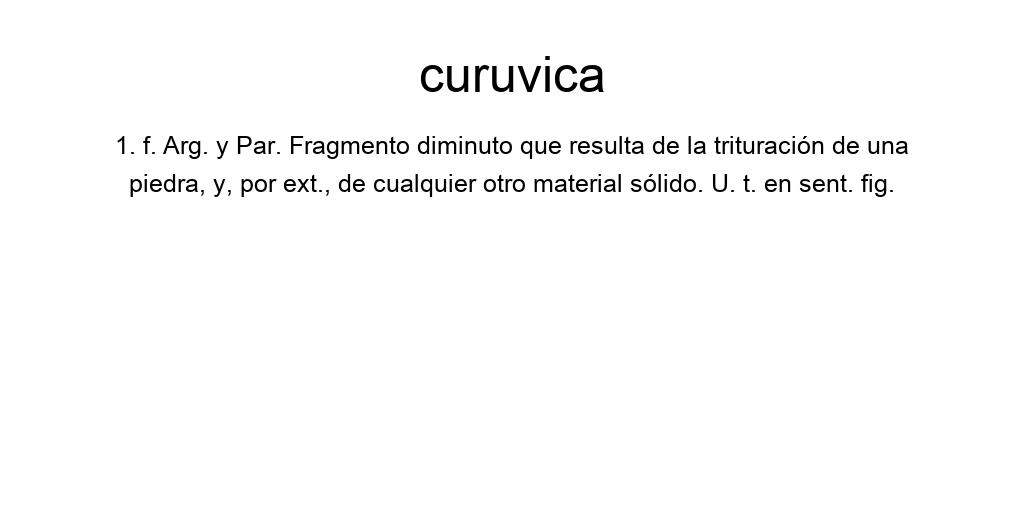 curuvica
1. f. Arg. y Par. Fragmento diminuto que resulta de la trituración de una
piedra, y, por ext., de cualquier otro material sólido. U. t. en sent. fig.